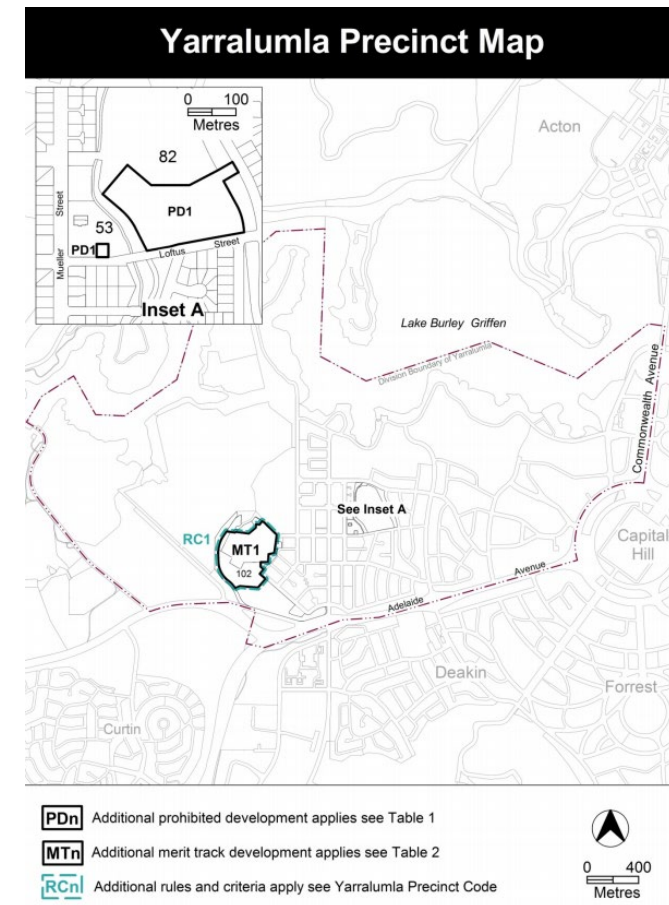 Yarralumla Precinct Map
0 100
Metres
82
PD1
53
PD1
Mueller Street
Loftus Street
Inset A
Acton
Lake Burley Griffen
Division Boundary of Yarralumla
Commonwealth Avenue
See Inset A
RC1
MT1
102
Capital
Hill
Adelaide Avenue
Deakin
Forrest
Curtin
PDn Additional prohibited development applies see Table 1
MTn Additional merit track development applies see Table 2
RCn Additional rules and criteria apply see Yarralumla Precinct Code
0 400
Metres